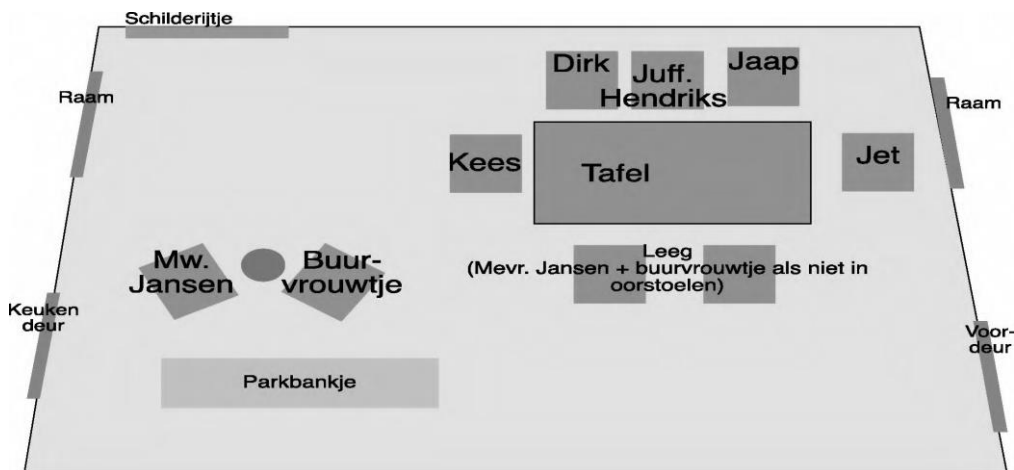 Schilderijtje
Raam
Dirk
Juff.
Hendriks
Jaap
Raam
Kees
Tafel
Jet
Mw.
Jansen
Buur-
vrouwtje
Leeg
(Mevr. Jansen + buurvrouwtje als niet in
oorstoelen)
Keuken
deur
Voor-
deur
Parkbankje